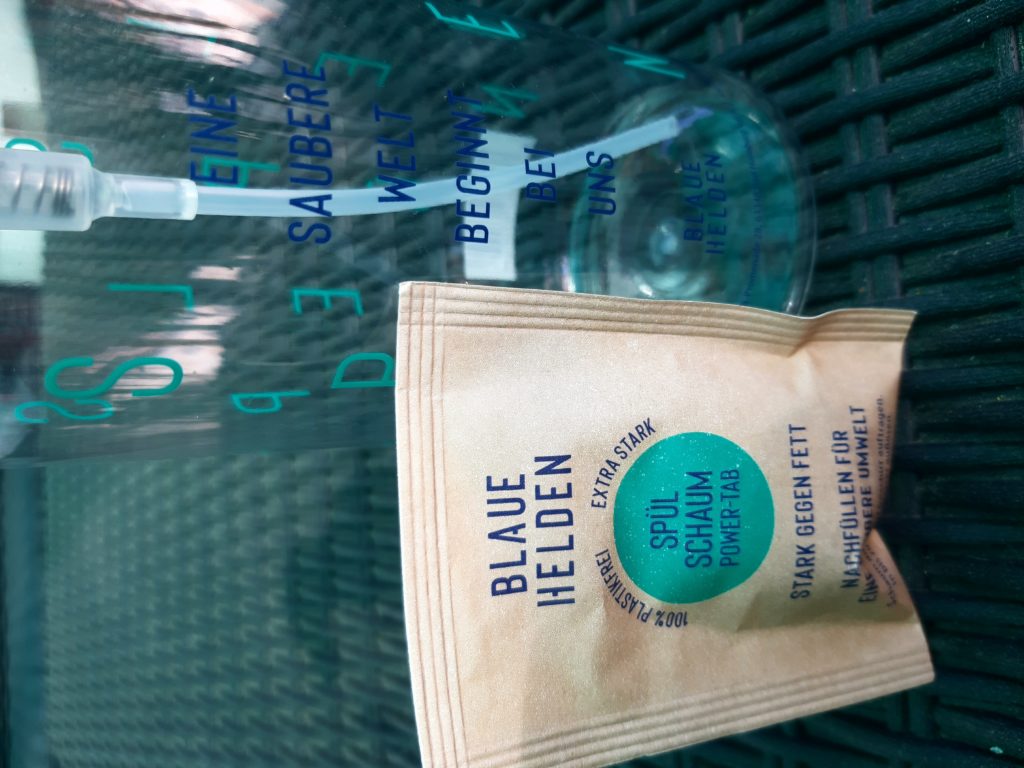 EINE
SAUBERE
WELT
BEGINNT
BEI
UNS
BLAUE
HELDEN
BLAUE
HELDEN
100% PLASTIKFREI
EXTRA STARK
SPÜL
SCHAUM
POWER-TAB
STARK GEGEN FETT
NACHFÜLLEN FÜR
UMWELT
auftragen.